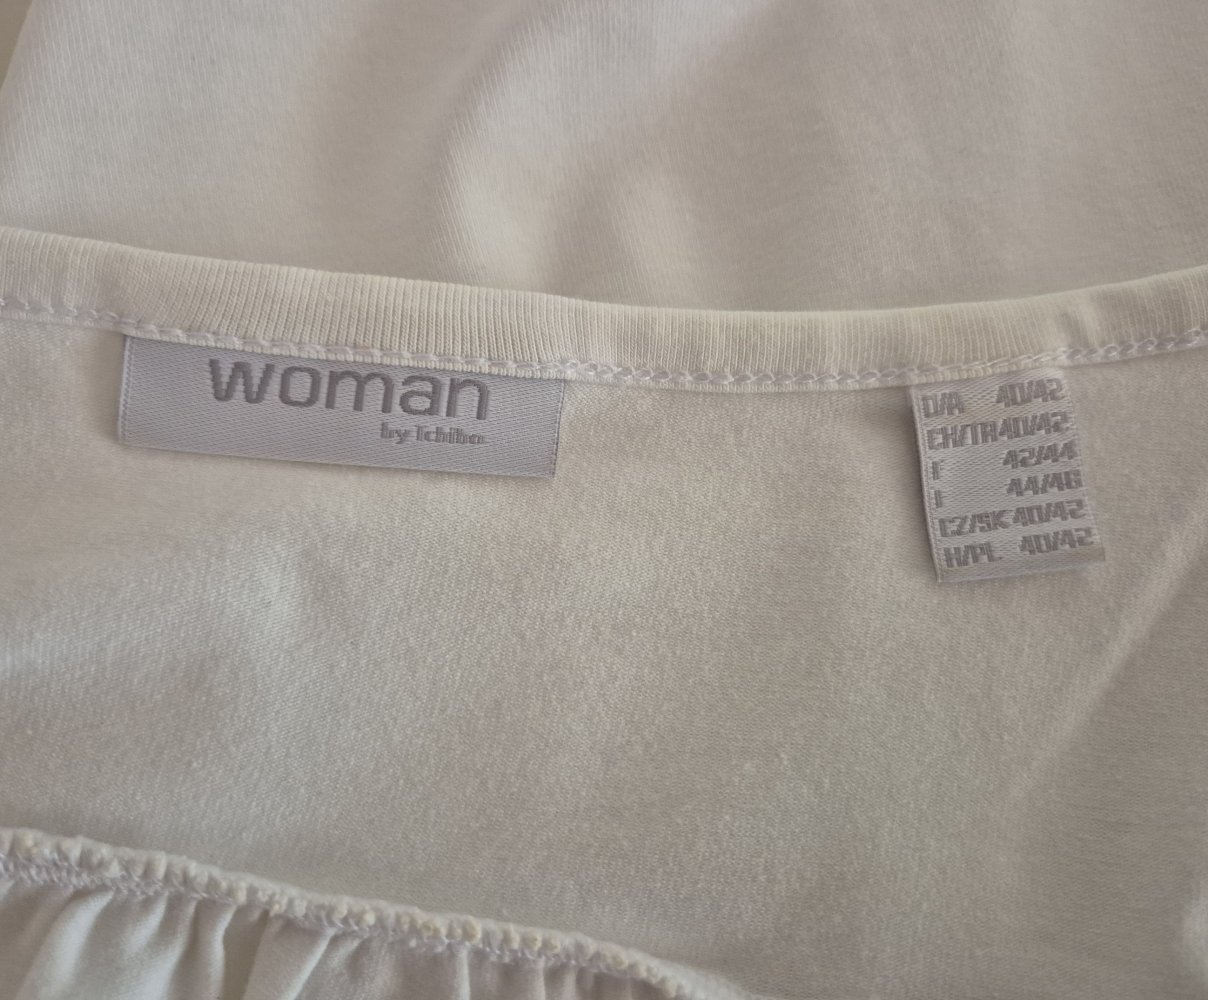 woman
by Tchibo
D/A 40/42
CH/TR 40/42
F 42/44
I 44/46
CZ/SK 40/42
H/PL 40/42